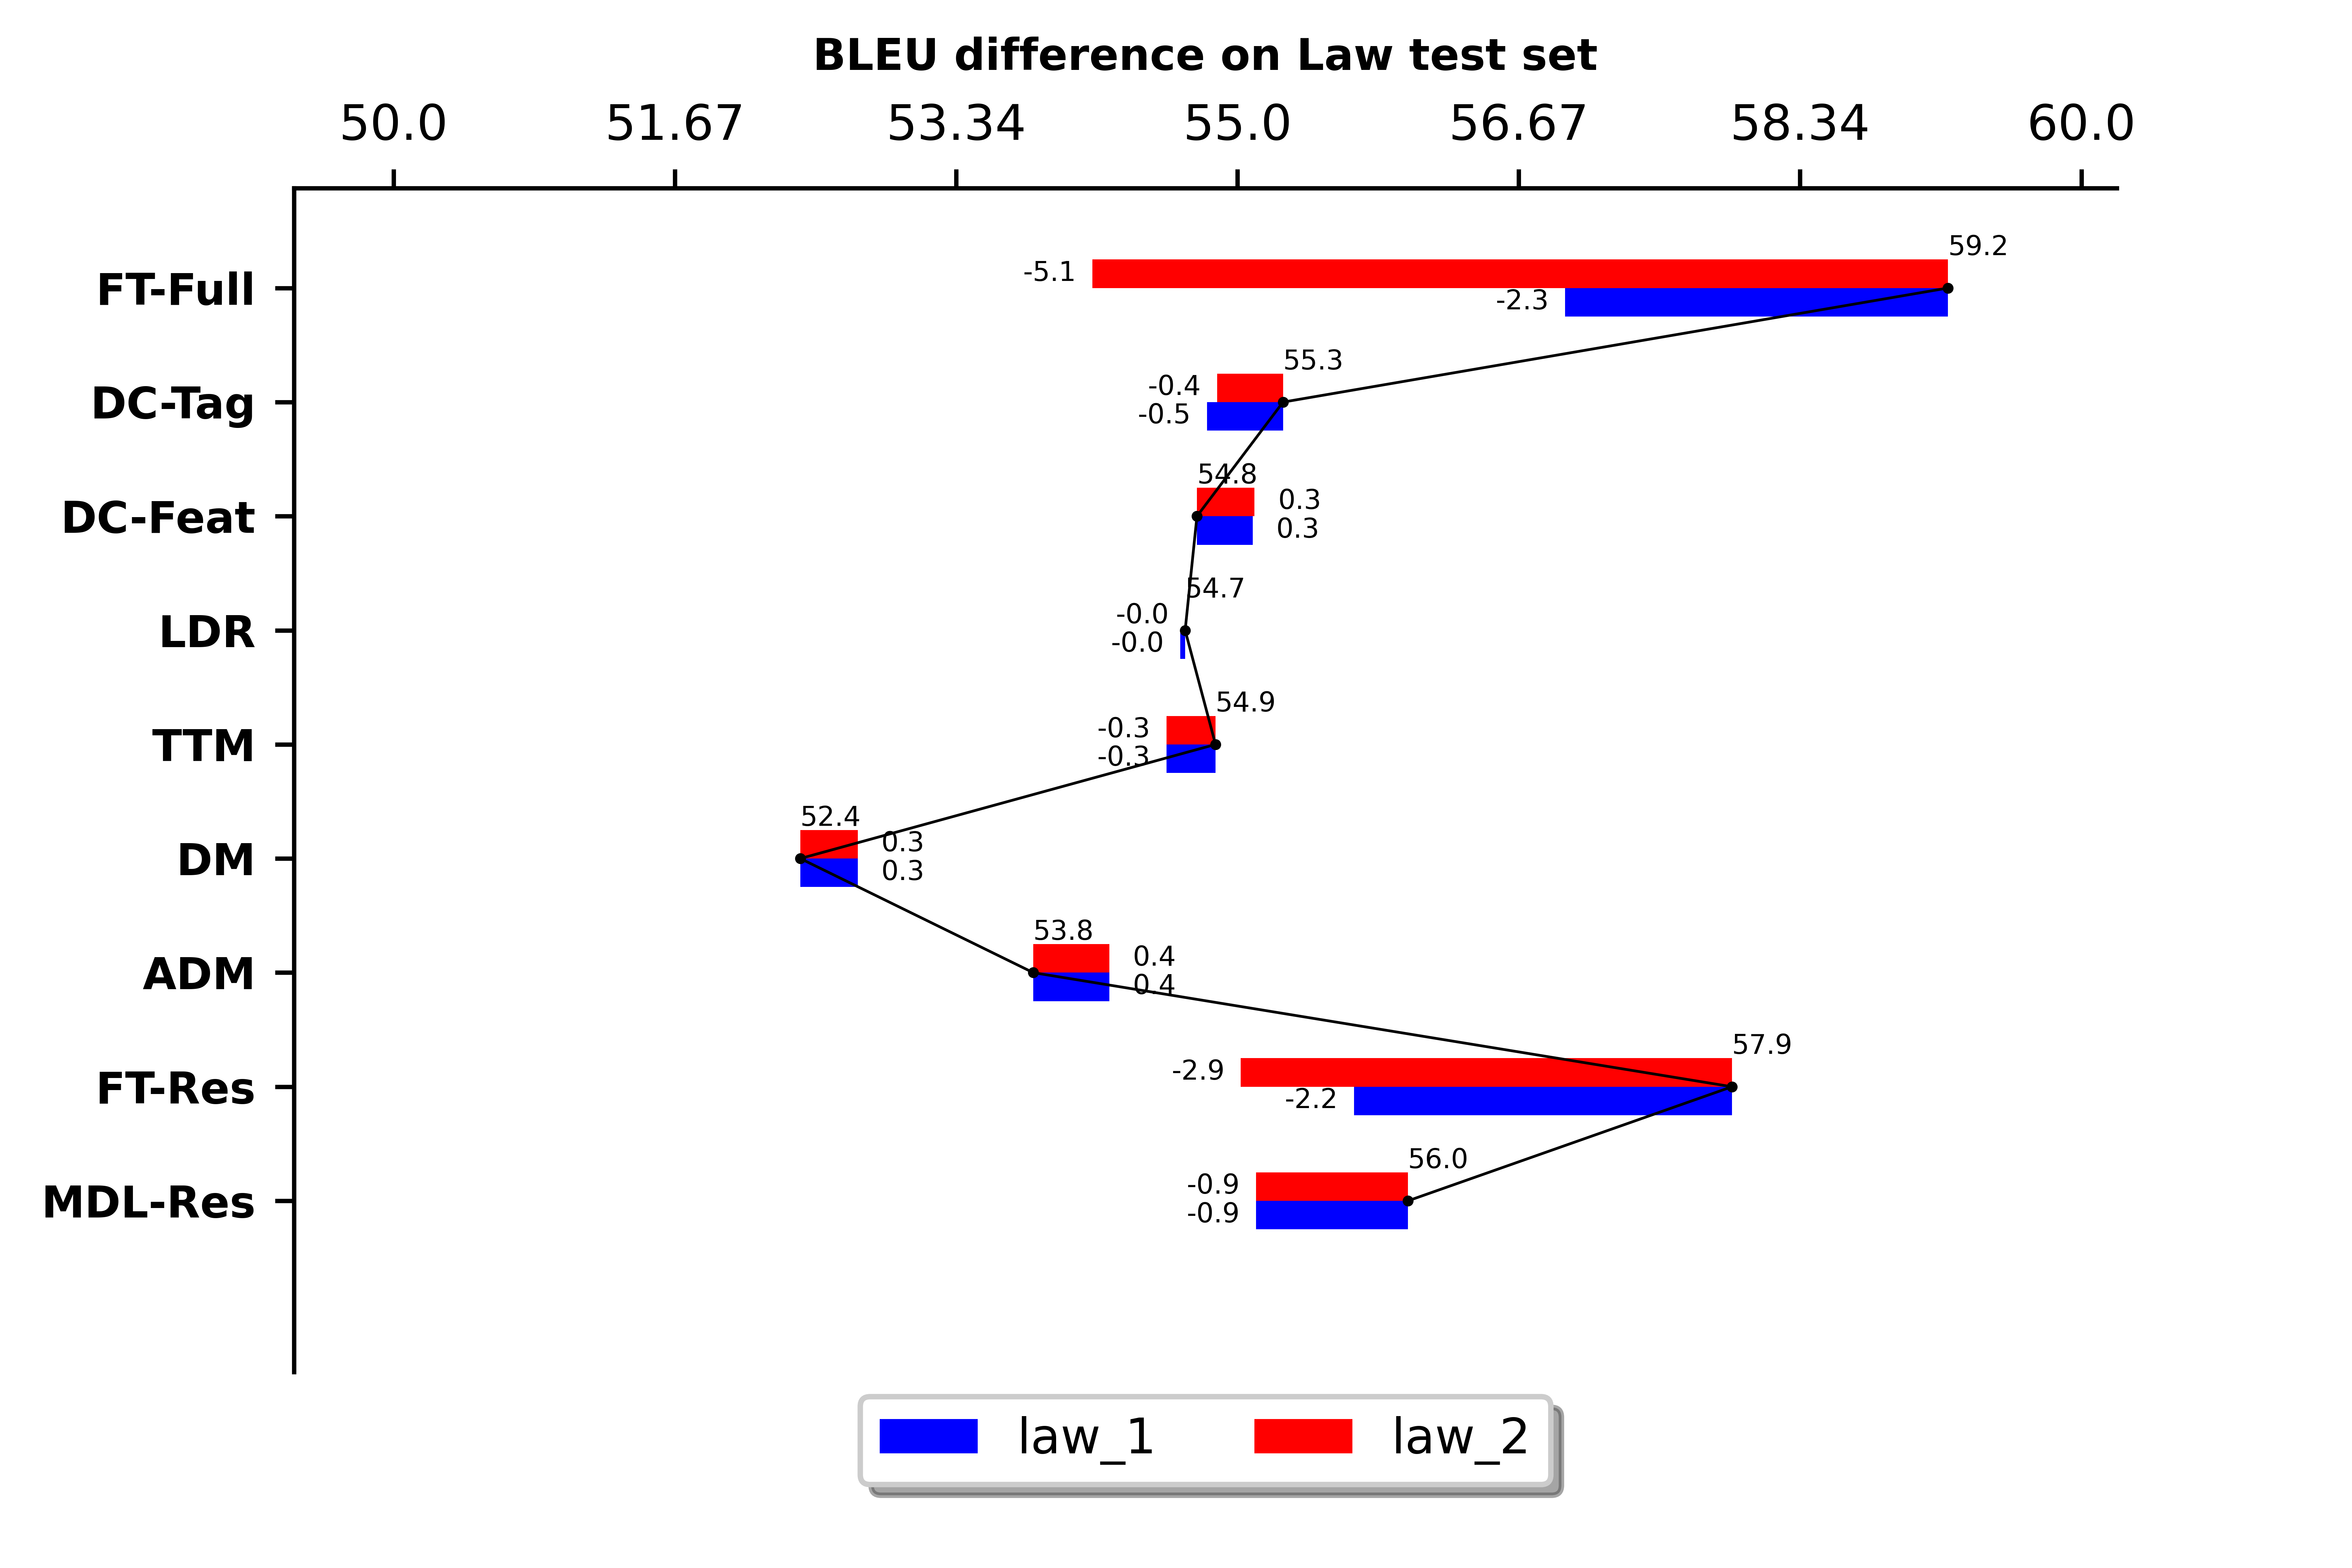 BLEU difference on Law test set
50.0 51.67 53.34 55.0 56.67 58.34 60.0
59.2
FT-Full -5.1
-2.3
55.3
DC-Tag -0.4
-0.5
54.8
DC-Feat 0.3
0.3
54.7
LDR -0.0
-0.0
54.9
TTM -0.3
-0.3
52.4
DM 0.3
0.3
53.8
ADM 0.4
0.4
57.9
FT-Res -2.9
-2.2
56.0
MDL-Res -0.9
-0.9
law_1 law_2